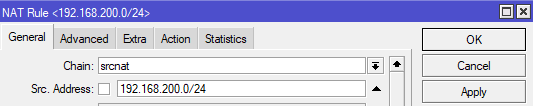 NAT Rule <192.168.200.0/24>
General Advanced Extra Action Statistics OK
Chain: srcnat Cancel
Src. Address: 192.168.200.0/24 Apply